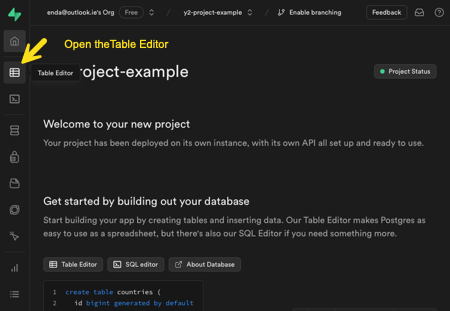 enda@outlook.ie's Org Free / y2-project-example / Enable branching Feedback
Open theTable Editor
Table Editor
project-example
Project Status
Welcome to your new project
Your project has been deployed on its own instance, with its own API all set up and ready to use.
Get started by building out your database
Start building your app by creating tables and inserting data. Our Table Editor makes Postgres as
easy to use as a spreadsheet, but there's also our SQL Editor if you need something more.
Table Editor SQL editor About Database
1 create table countries (
2 id bigint generated by default